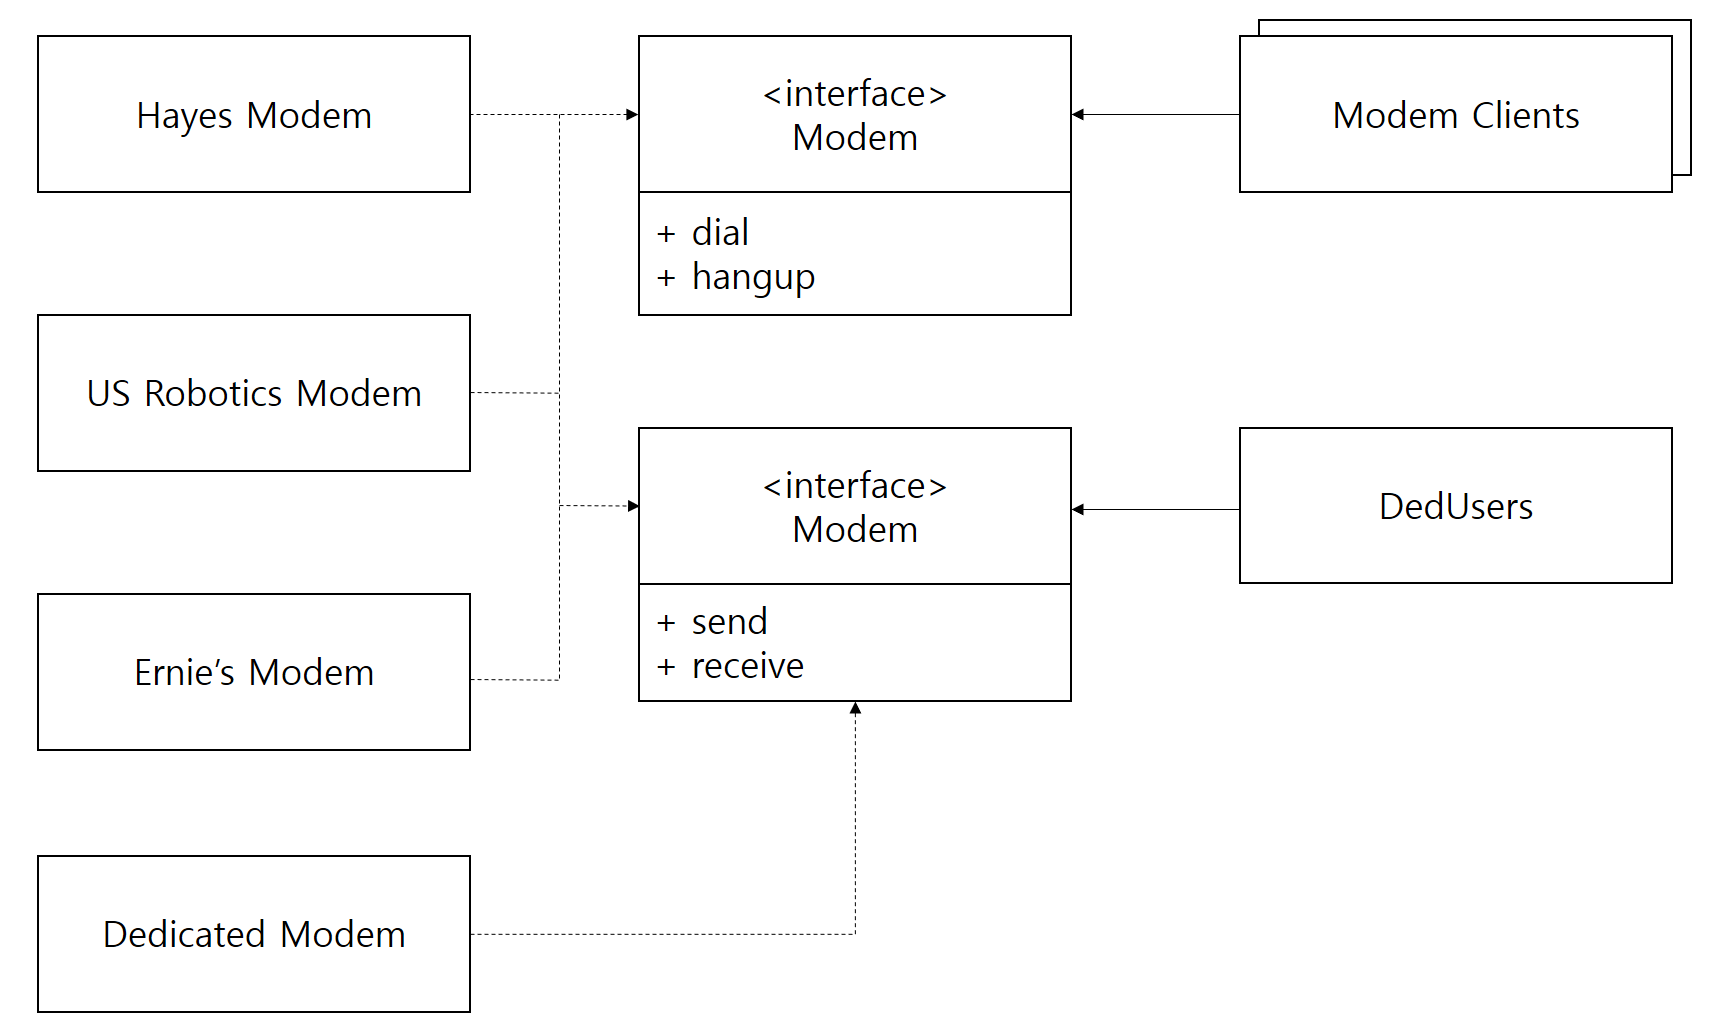 Hayes Modem
<interface>
Modem
+ dial
+ hangup
Modem Clients
US Robotics Modem
<interface>
Modem
+ send
+ receive
DedUsers
Ernie’s Modem
Dedicated Modem